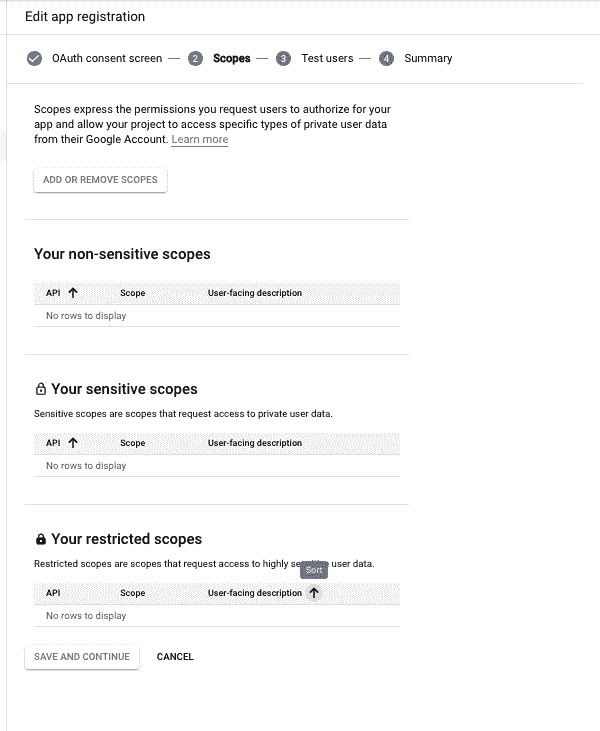 Edit app registration
OAuth consent screen — 2 Scopes — 3 Test users — 4 Summary
Scopes express the permissions you request users to authorize for your
app and allow your project to access specific types of private user data
from their Google Account. Learn more
ADD OR REMOVE SCOPES
Your non-sensitive scopes
API Scope User-facing description
No rows to display
Your sensitive scopes
Sensitive scopes are scopes that request access to private user data.
API Scope User-facing description
No rows to display
Your restricted scopes
Restricted scopes are scopes that request access to highly user data.
Sort
API Scope User-facing description
No rows to display
SAVE AND CONTINUE CANCEL